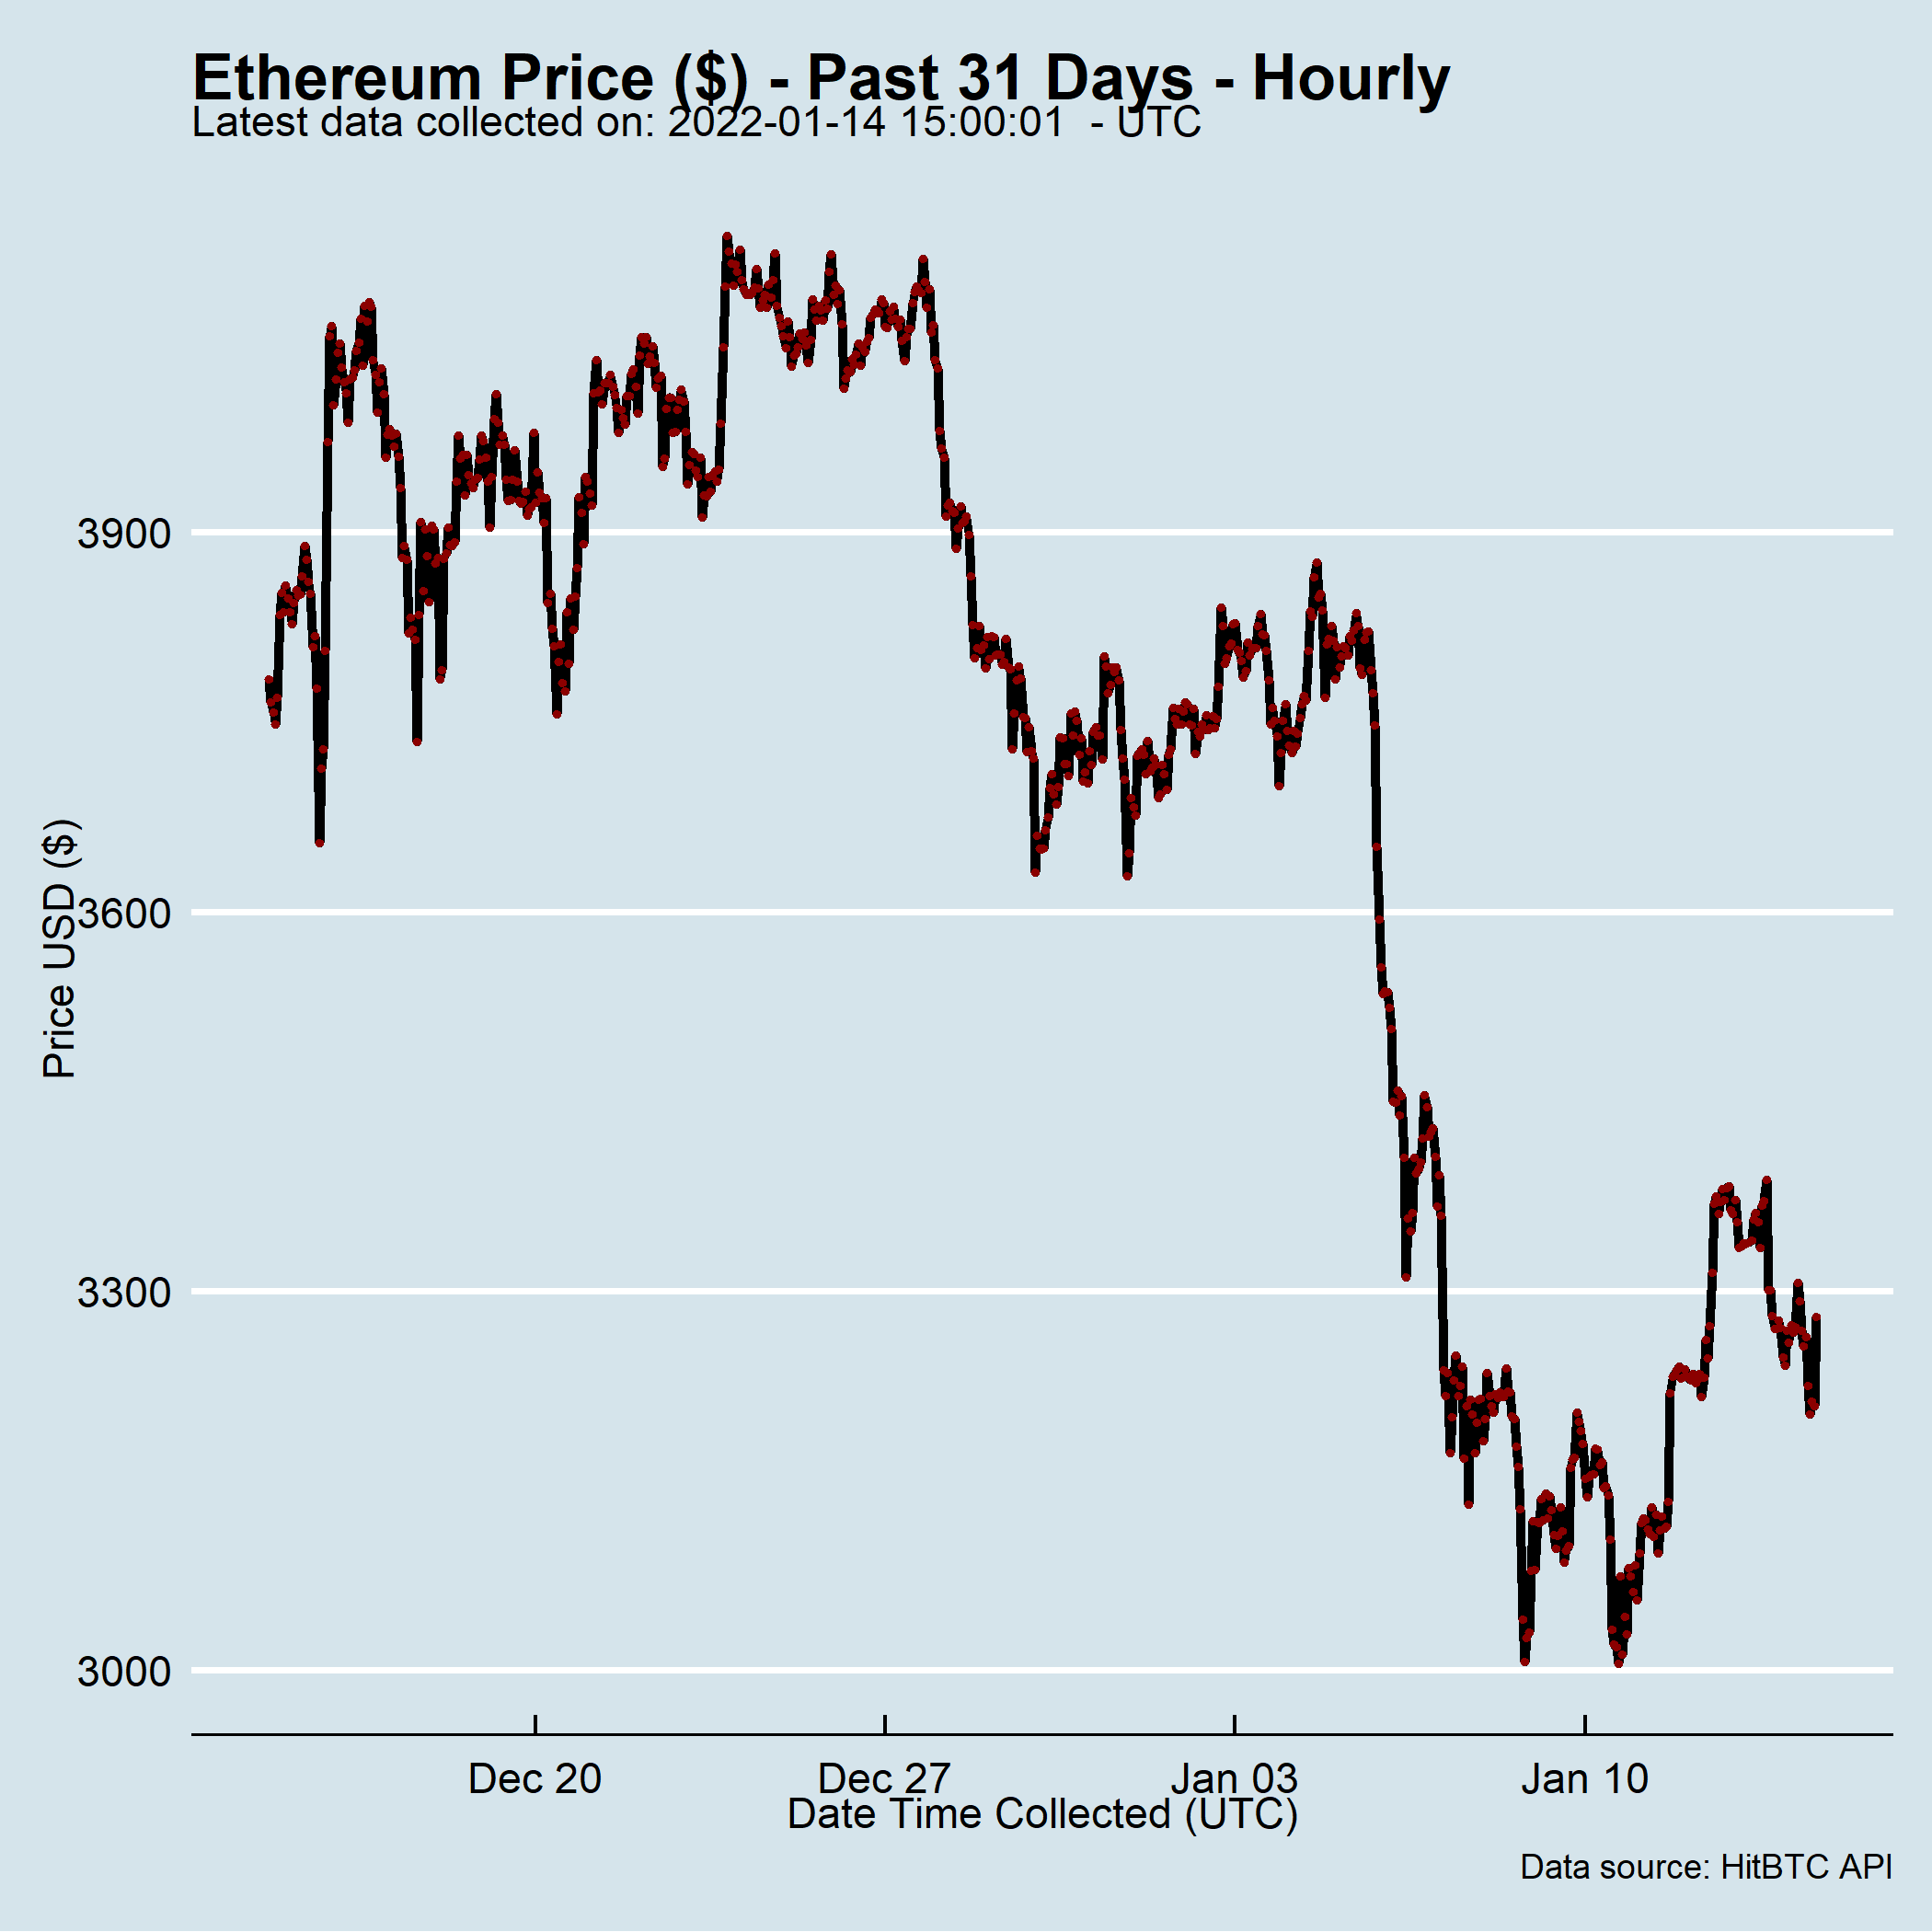 Ethereum Price ($) - Past 31 Days - Hourly
Latest data collected on: 2022-01-14 15:00:01  - UTC
3900
3600
3300
3000
Price USD ($)
Dec 20
Dec 27
Jan 03
Jan 10
Date Time Collected (UTC)
Data source: HitBTC API